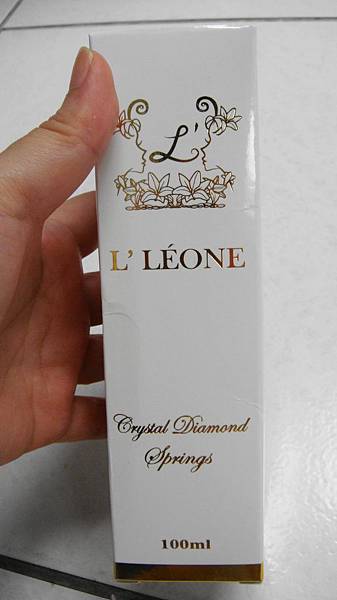 L'
L' LÉONE
Crystal Diamond
Springs
100ml